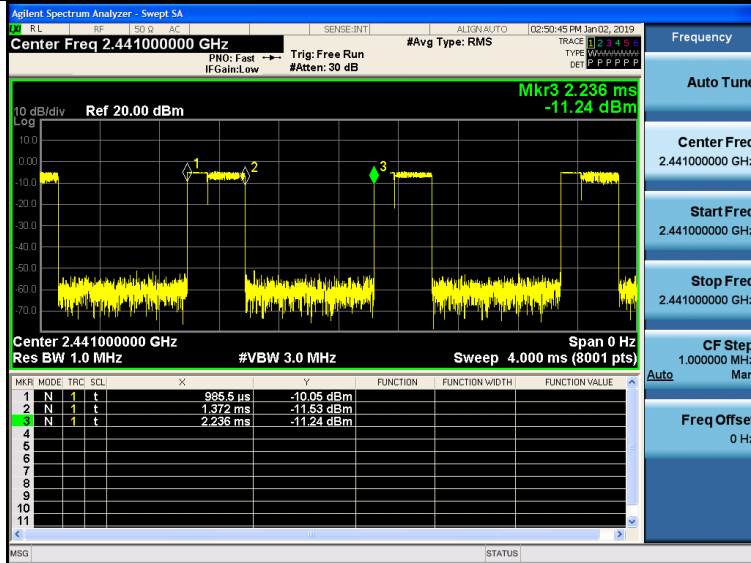 Agilent Spectrum Analyzer - Swept SA
LXI RL RF 50 Ω AC SENSE:INT ALIGNAUTO 02:50:45 PM Jan 02, 2019
Center Freq 2.441000000 GHz #Avg Type: RMS TRACE 1 2 3 4 5 6
PNO: Fast Trig: Free Run TYPE WWWWWW
IFGain:Low #Atten: 30 dB DET P P P P P P
Mkr3 2.236 ms
-11.24 dBm
10 dB/div Ref 20.00 dBm
Log
10.0
0.00
-10.0
-20.0
-30.0
-40.0
-50.0
-60.0
-70.0
1
2
3
Center 2.441000000 GHz Span 0 Hz
Res BW 1.0 MHz #VBW 3.0 MHz Sweep 4.000 ms (8001 pts)
MKR MODE TRC SCL X Y FUNCTION FUNCTION WIDTH FUNCTION VALUE
1 N 1 t 985.5 µs -10.05 dBm
2 N 1 t 1.372 ms -11.53 dBm
3 N 1 t 2.236 ms -11.24 dBm
4
5
6
7
8
9
10
11
MSG STATUS
Frequency
Auto Tune
Center Freq
2.441000000 GHz
Start Freq
2.441000000 GHz
Stop Freq
2.441000000 GHz
CF Step
1.000000 MHz
Auto Man
Freq Offset
0 Hz